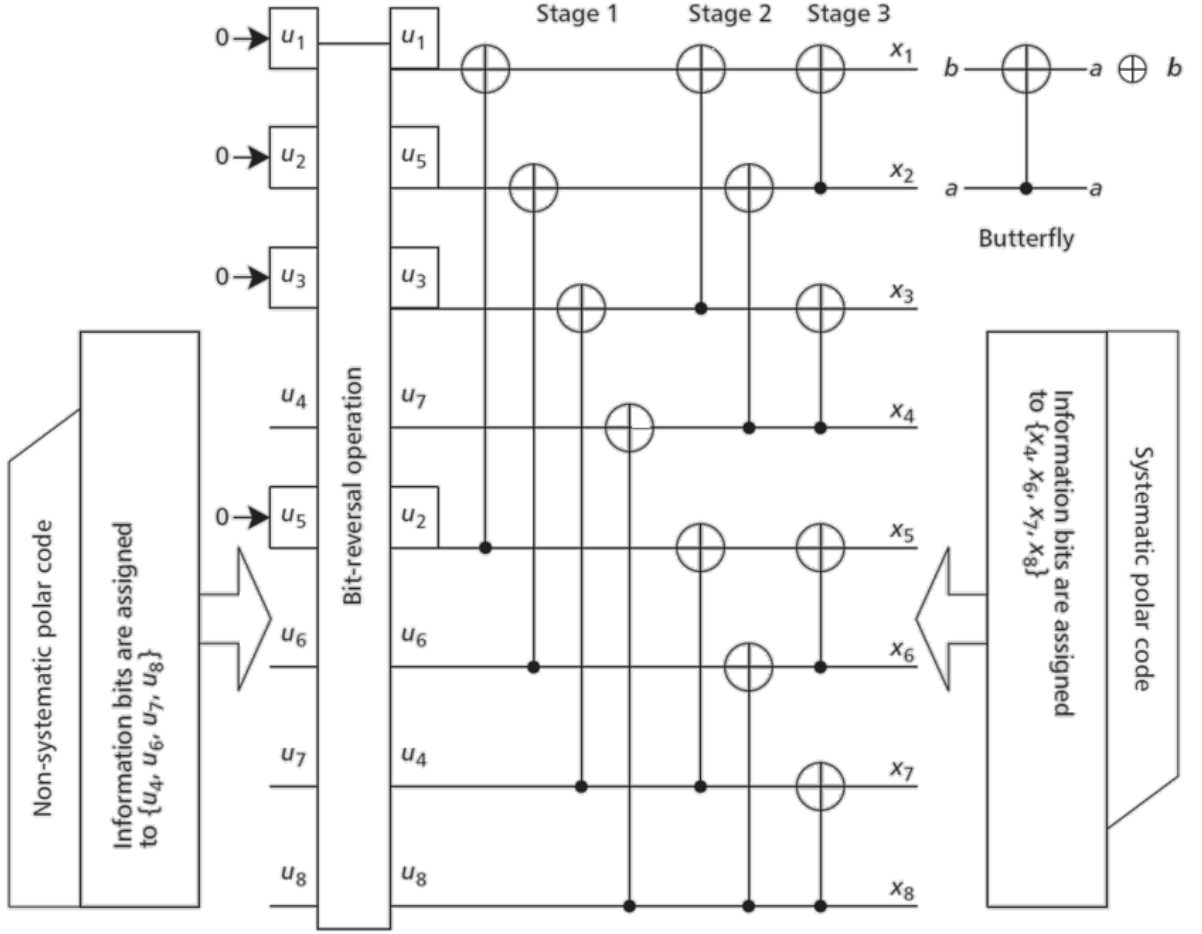 Stage 1 Stage 2 Stage 3
0 u1 u1 x1 b a ⊕ b
0 u2 u5 x2 a a
Butterfly
0 u3 u3 x3
u4 u7 x4
0 u5 u2 x5
u6 u6 x6
u7 u4 x7
u8 u8 x8
Bit-reversal operation
Non-systematic polar code
Information bits are assigned
to {u4, u6, u7, u8}
Information bits are assigned
to {x4, x6, x7, x8}
Systematic polar code